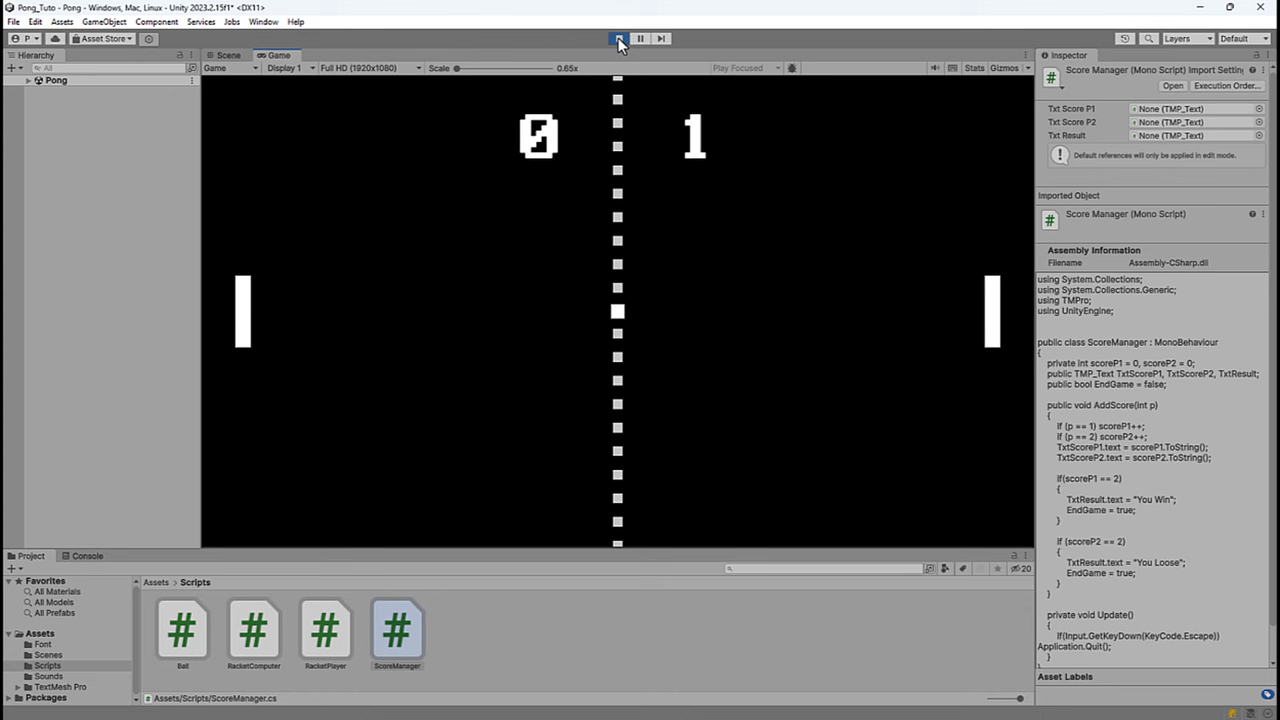 Pong_Tuto - Pong - Windows, Mac, Linux - Unity 2023.2.15f1* <DX11>
File Edit Assets GameObject Component Services Jobs Window Help
P Asset Store Layers Default
Hierarchy Scene Game Inspector
All Game Display 1 Full HD (1920x1080) Scale 0.65x Play Focused Stats Gizmos
Pong
0 1
Score Manager (Mono Script) Import Settin
Open Execution Order...
Txt Score P1 None (TMP_Text)
Txt Score P2 None (TMP_Text)
Txt Result None (TMP_Text)
Default references will only be applied in edit mode.
Imported Object
Score Manager (Mono Script)
Assembly Information
Filename Assembly-CSharp.dll
using System.Collections;
using System.Collections.Generic;
using TMPro;
using UnityEngine;
public class ScoreManager : MonoBehaviour
{
private int scoreP1 = 0, scoreP2 = 0;
public TMP_Text TxtScoreP1, TxtScoreP2, TxtResult;
public bool EndGame = false;
public void AddScore(int p)
{
if (p == 1) scoreP1++;
if (p == 2) scoreP2++;
TxtScoreP1.text = scoreP1.ToString();
TxtScoreP2.text = scoreP2.ToString();
if(scoreP1 == 2)
{
TxtResult.text = "You Win";
EndGame = true;
}
if (scoreP2 == 2)
{
TxtResult.text = "You Loose";
EndGame = true;
}
}
private void Update()
{
if(Input.GetKeyDown(KeyCode.Escape))
Application.Quit();
}
Asset Labels
Project Console
20
Favorites
All Materials
All Models
All Prefabs
Assets
Font
Scenes
Scripts
Sounds
TextMesh Pro
Packages
Assets > Scripts
Ball RacketComputer RacketPlayer ScoreManager
Assets/Scripts/ScoreManager.cs